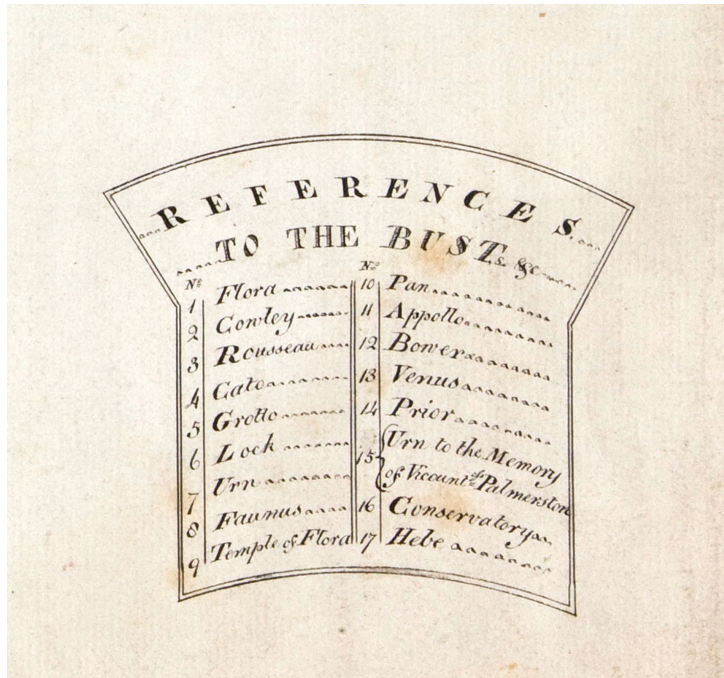 REFERENCES
TO THE BUSTs &c
No
1 Flora
2 Cowley
3 Rousseau
4 Cato
5 Grotto
6 Lock
7 Urn
8 Faunus
9 Temple of Flora
No
10 Pan
11 Appollo
12 Bower
13 Venus
14 Prior
15 Urn to the Memory
of Vicountss Palmerston
16 Conservatory
17 Hebe